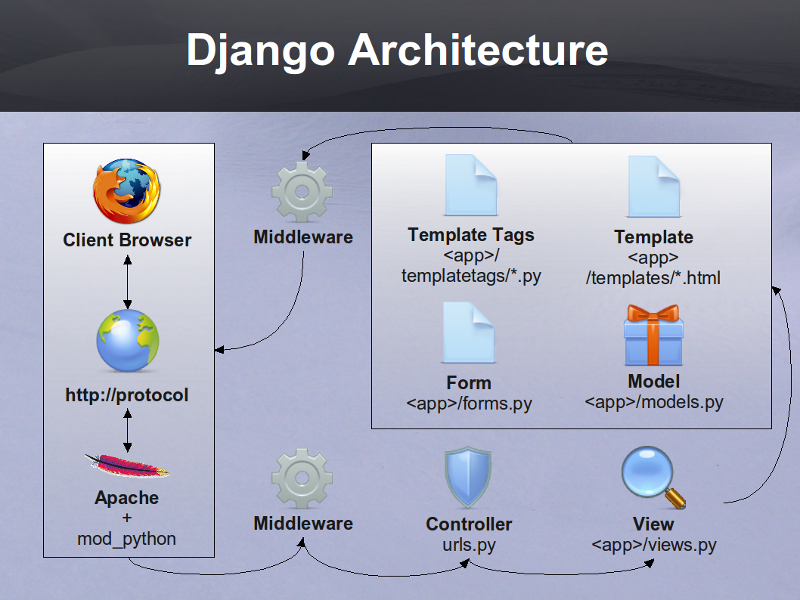 Django Architecture
Client Browser
http://protocol
Apache
+
mod_python
Middleware
Template Tags
<app>/
templatetags/*.py
Template
<app>
/templates/*.html
Form
<app>/forms.py
Model
<app>/models.py
Middleware
Controller
urls.py
View
<app>/views.py